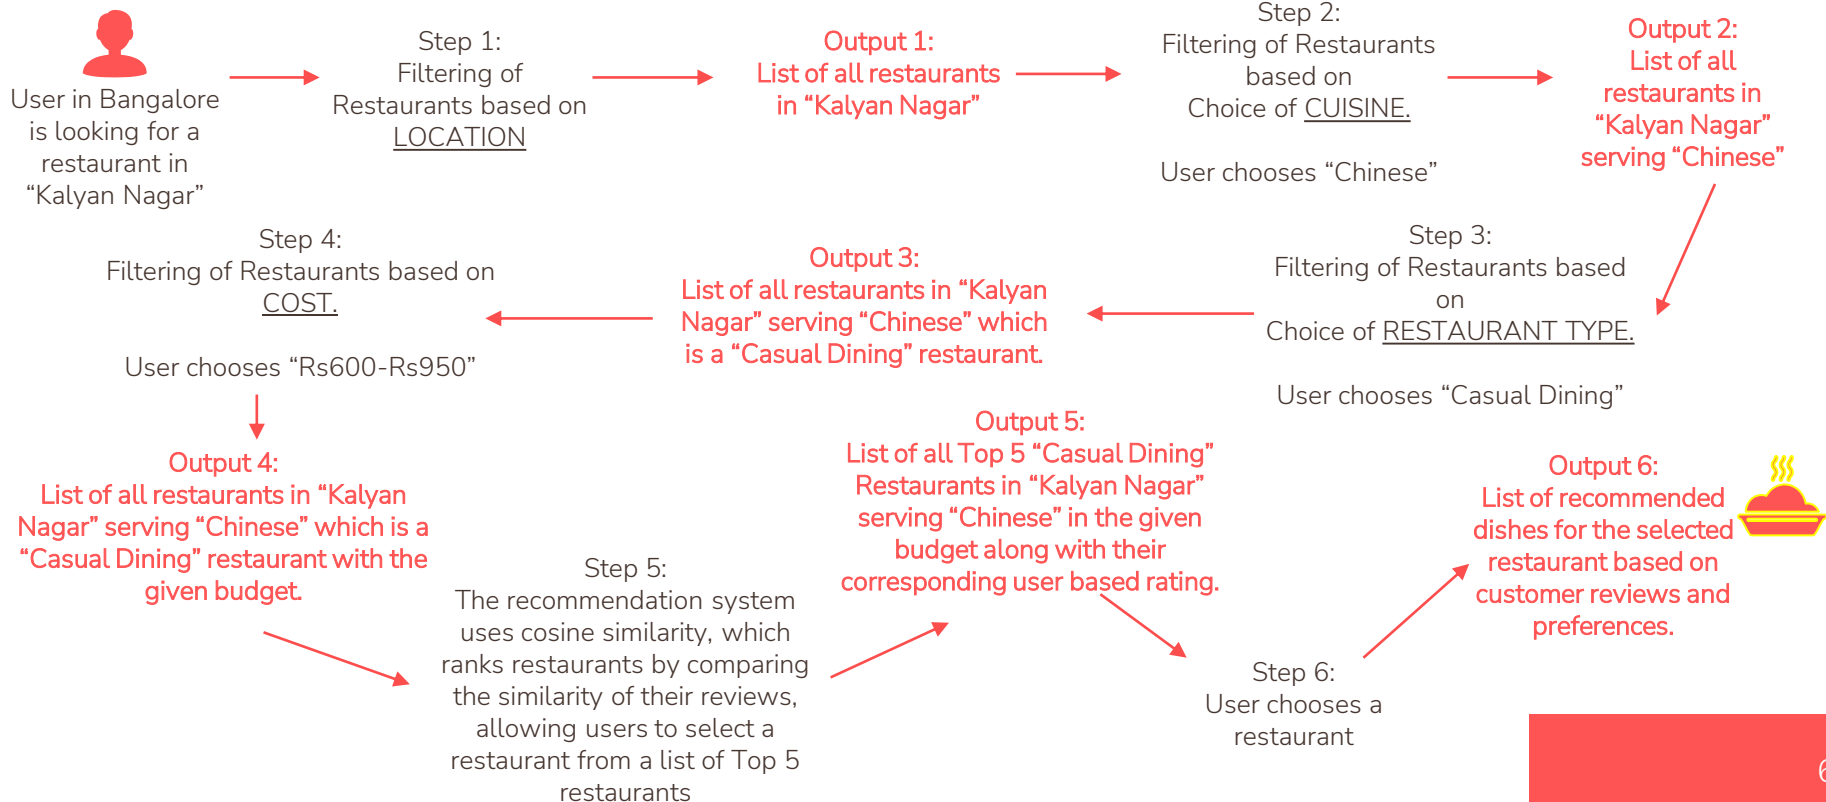 User in Bangalore
is looking for a
restaurant in
“Kalyan Nagar”
Step 1:
Filtering of
Restaurants based on
LOCATION
Output 1:
List of all restaurants
in “Kalyan Nagar”
Step 2:
Filtering of Restaurants
based on
Choice of CUISINE.
User chooses “Chinese”
Output 2:
List of all
restaurants in
“Kalyan Nagar”
serving “Chinese”
Step 3:
Filtering of Restaurants based
on
Choice of RESTAURANT TYPE.
User chooses “Casual Dining”
Output 3:
List of all restaurants in “Kalyan
Nagar” serving “Chinese” which
is a “Casual Dining” restaurant.
Step 4:
Filtering of Restaurants based on
COST.
User chooses “Rs600-Rs950”
Output 4:
List of all restaurants in “Kalyan
Nagar” serving “Chinese” which is a
“Casual Dining” restaurant with the
given budget.
Step 5:
The recommendation system
uses cosine similarity, which
ranks restaurants by comparing
the similarity of their reviews,
allowing users to select a
restaurant from a list of Top 5
restaurants
Output 5:
List of all Top 5 “Casual Dining”
Restaurants in “Kalyan Nagar”
serving “Chinese” in the given
budget along with their
corresponding user based rating.
Step 6:
User chooses a
restaurant
Output 6:
List of recommended
dishes for the selected
restaurant based on
customer reviews and
preferences.